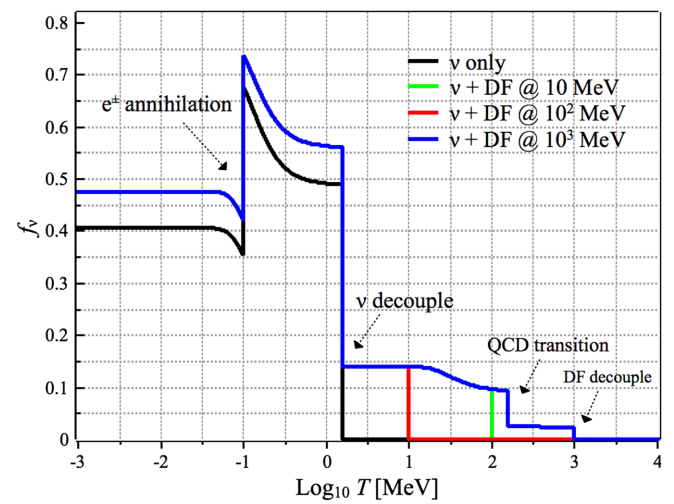 0.8
0.7
0.6
0.5
0.4
0.3
0.2
0.1
0
fν
-3
-2
-1
0
1
2
3
4
Log₁₀ T [MeV]
ν only
ν + DF @ 10 MeV
ν + DF @ 10² MeV
ν + DF @ 10³ MeV
e± annihilation
ν decouple
QCD transition
DF decouple